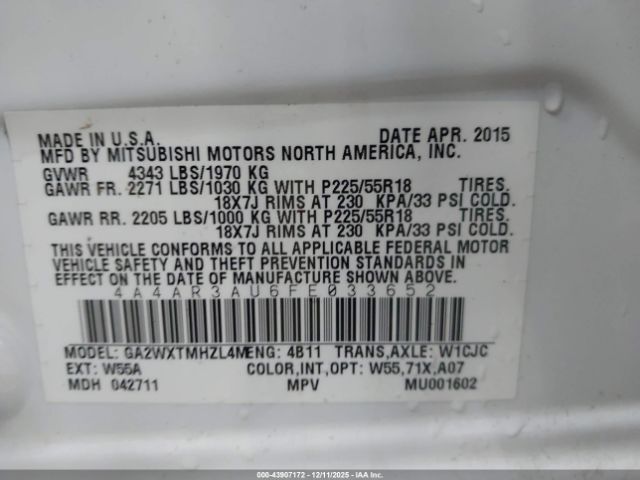 MADE IN U.S.A. DATE APR. 2015
MFD BY MITSUBISHI MOTORS NORTH AMERICA, INC.
GVWR 4343 LBS/1970 KG
GAWR FR. 2271 LBS/1030 KG WITH P225/55R18 TIRES.
18X7J RIMS AT 230 KPA/33 PSI COLD.
GAWR RR. 2205 LBS/1000 KG WITH P225/55R18 TIRES.
18X7J RIMS AT 230 KPA/33 PSI COLD.
THIS VEHICLE CONFORMS TO ALL APPLICABLE FEDERAL MOTOR
VEHICLE SAFETY AND THEFT PREVENTION STANDARDS IN
EFFECT ON THE DATE OF MANUFACTURE SHOWN ABOVE.
4A4AR3AU6FE033652
MODEL: GA2WXTMHZL4M ENG: 4B11 TRANS,AXLE: W1CJC
EXT: W55A COLOR,INT,OPT: W55,71X,A07
MDH 042711 MPV MU001602
000-43907172 - 12/11/2025 - IAAI.CA